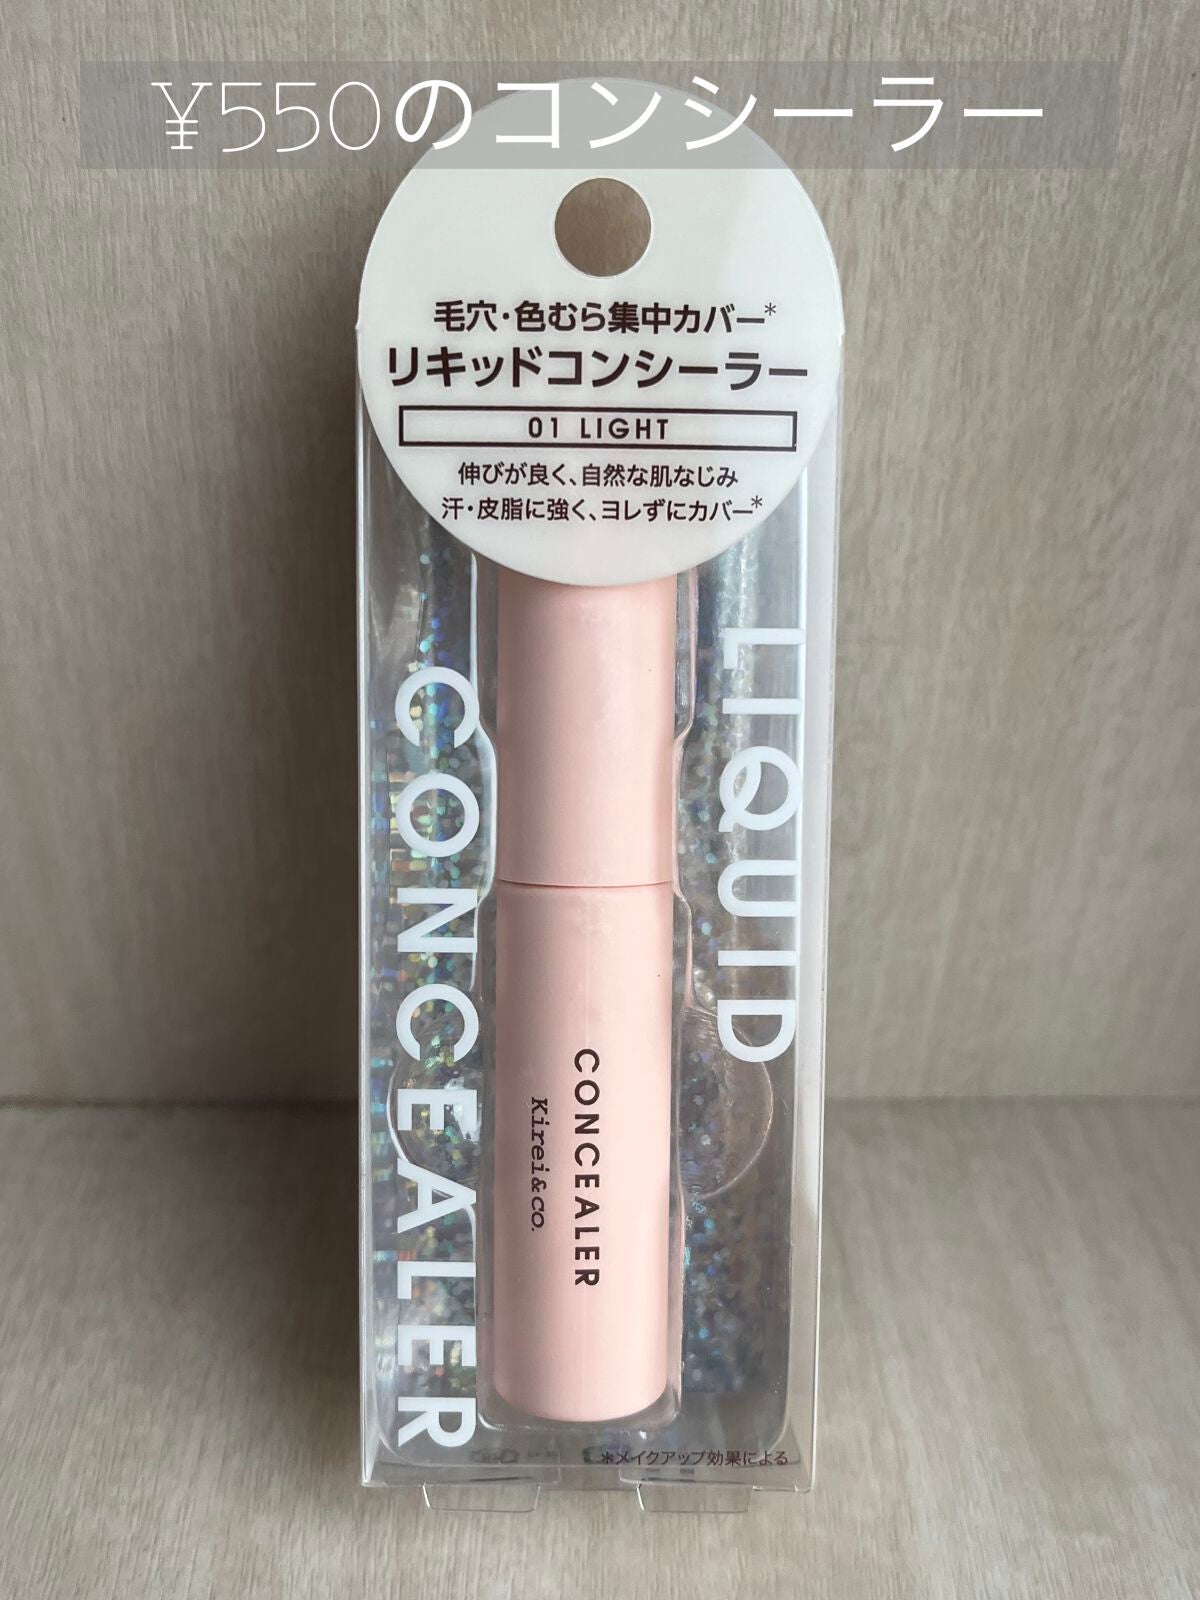 ¥550のコンシーラー
毛穴・色むら集中カバー*
リキッドコンシーラー
01 LIGHT
伸びが良く、自然な肌なじみ
汗・皮脂に強く、ヨレずにカバー*
LIQUID
CONCEALER
CONCEALER
Kirei&co.
*メイクアップ効果による